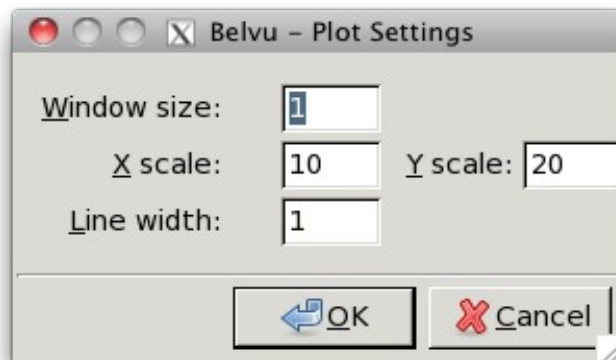 Belvu – Plot Settings
Window size: 1
X scale: 10 Y scale: 20
Line width: 1
OK Cancel